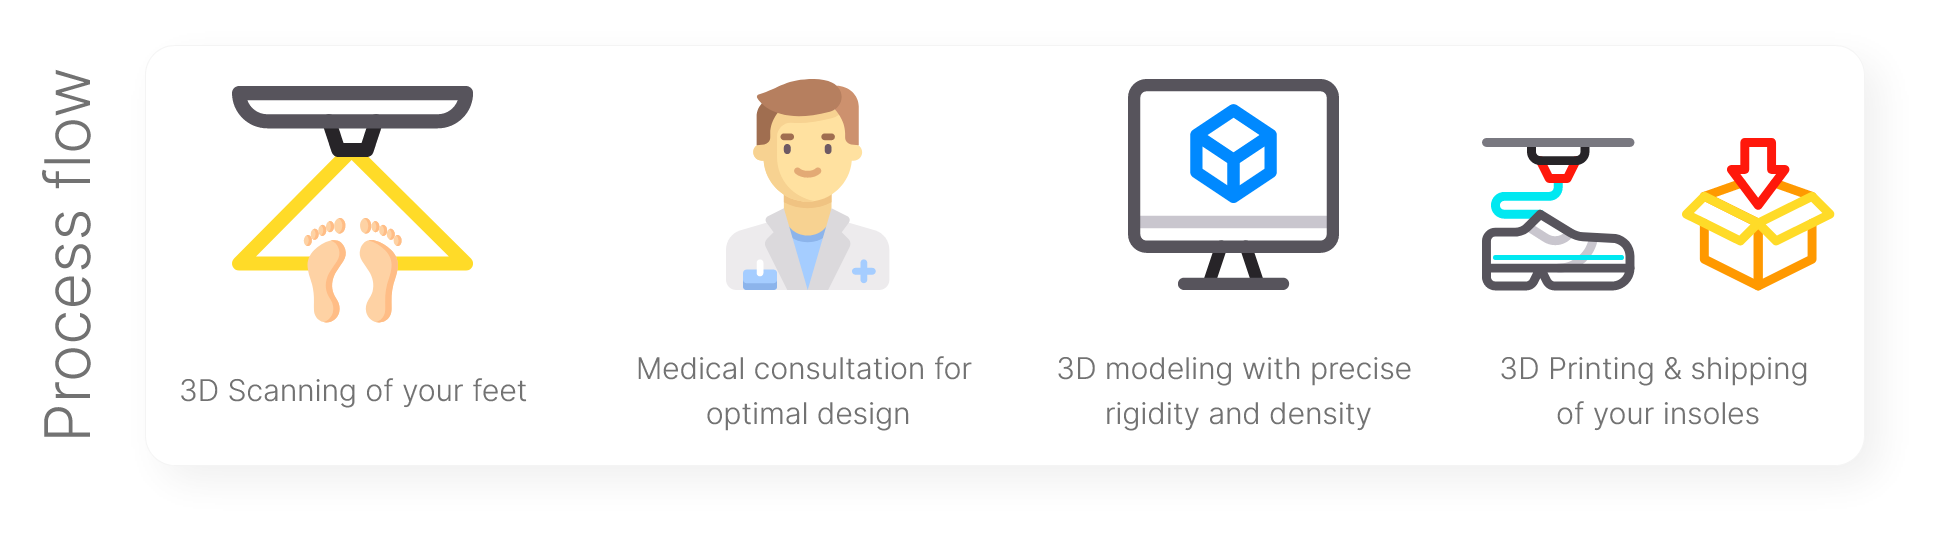 Process flow
3D Scanning of your feet
Medical consultation for
optimal design
3D modeling with precise
rigidity and density
3D Printing & shipping
of your insoles